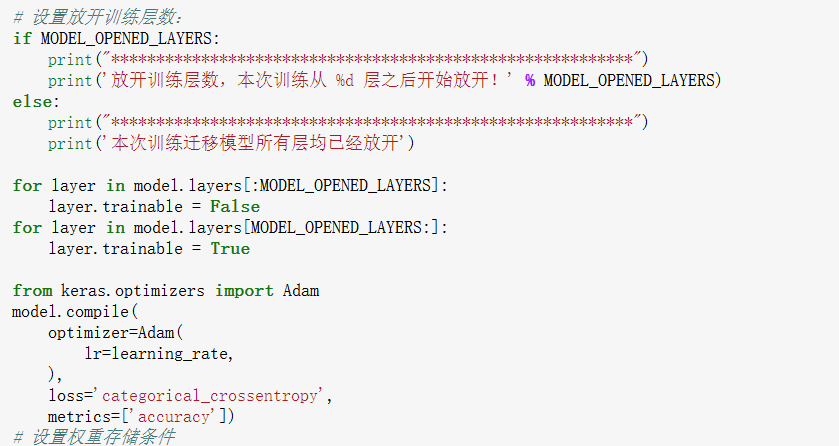 # 设置放开训练层数:
if MODEL_OPENED_LAYERS:
    print("**********************************************************")
    print('放开训练层数，本次训练从 %d 层之后开始放开！' % MODEL_OPENED_LAYERS)
else:
    print("**********************************************************")
    print('本次训练迁移模型所有层均已经放开')
for layer in model.layers[:MODEL_OPENED_LAYERS]:
    layer.trainable = False
for layer in model.layers[MODEL_OPENED_LAYERS:]:
    layer.trainable = True
from keras.optimizers import Adam
model.compile(
    optimizer=Adam(
        lr=learning_rate,
    ),
    loss='categorical_crossentropy',
    metrics=['accuracy'])
# 设置权重存储条件